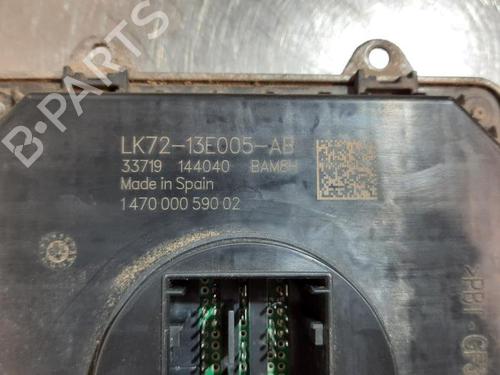 LK72-13E005-AB
33719 144040 BAM8H
Made in Spain
1 470 000 590 02
B-PARTS